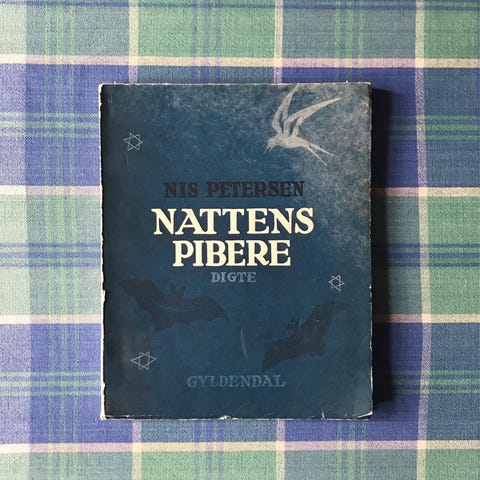 NIS PETERSEN
NATTENS
PIBERE
DIGTE
GYLDENDAL